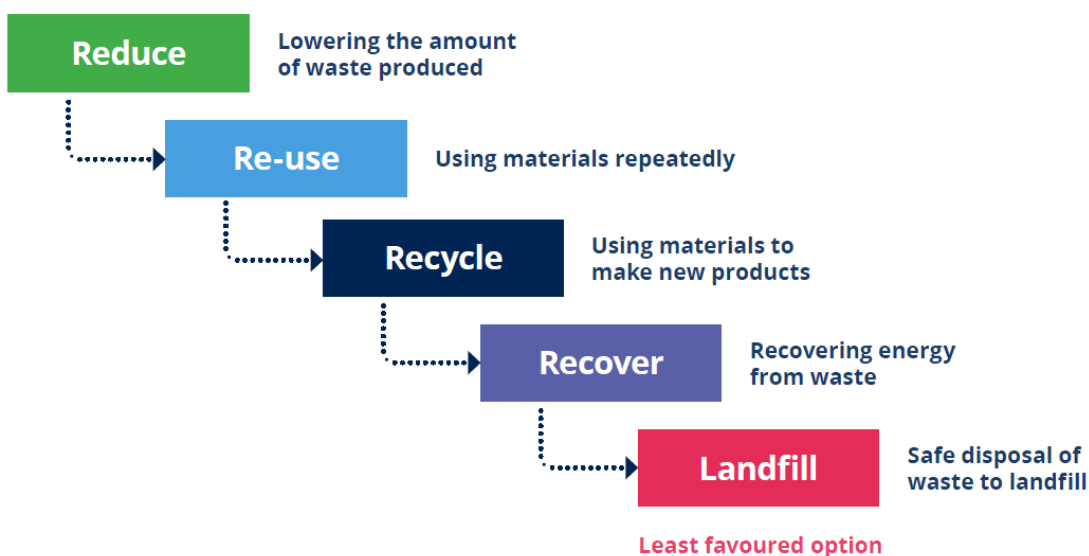 Reduce
Lowering the amount
of waste produced
Re-use
Using materials repeatedly
Recycle
Using materials to
make new products
Recover
Recovering energy
from waste
Landfill
Safe disposal of
waste to landfill
Least favoured option